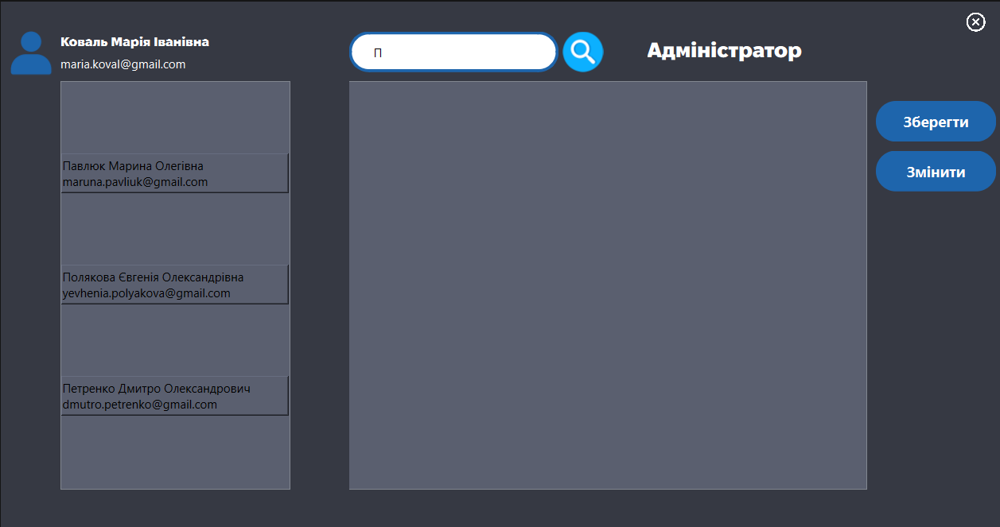 Коваль Марія Іванівна
maria.koval@gmail.com
П
Адміністратор
Зберегти
Змінити
Павлюк Марина Олегівна
maruna.pavliuk@gmail.com
Полякова Євгенія Олександрівна
yevhenia.polyakova@gmail.com
Петренко Дмитро Олександрович
dmutro.petrenko@gmail.com